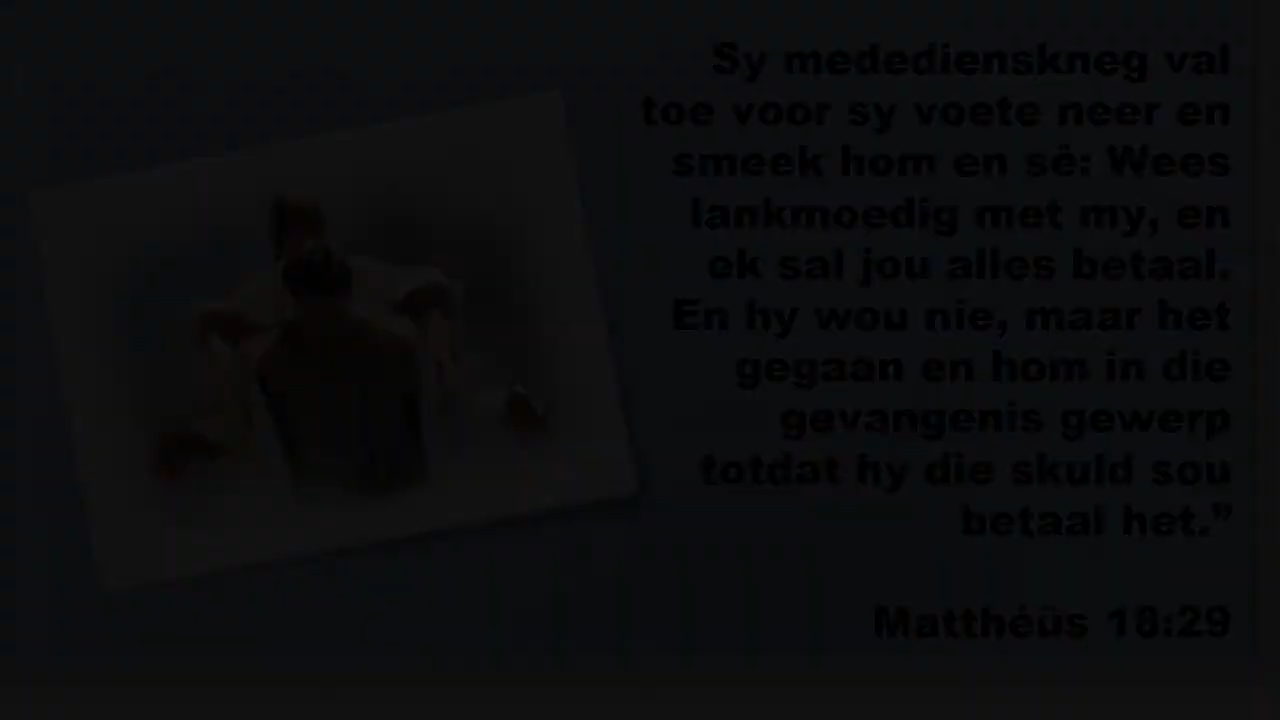 Sy mededienskneg val
toe voor sy voete neer en
smeek hom en sê: Wees
lankmoedig met my, en
ek sal jou alles betaal.
En hy wou nie, maar het
gegaan en hom in die
gevangenis gewerp
totdat hy die skuld sou
betaal het.”
Matthéüs 18:29